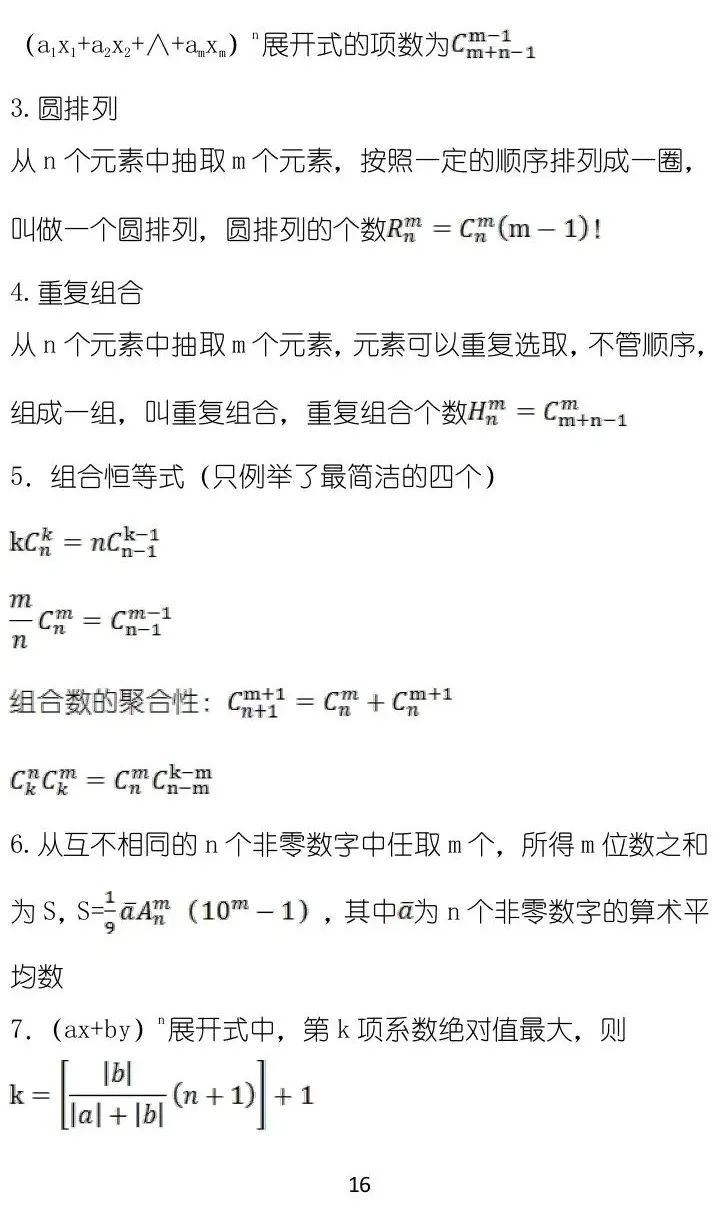 （a₁x₁+a₂x₂+∧+aₘxₘ）ⁿ展开式的项数为$C_{m+n-1}^{m-1}$
3.圆排列
从 n 个元素中抽取 m 个元素，按照一定的顺序排列成一圈，
叫做一个圆排列，圆排列的个数$R_n^m = C_n^m(m-1)!$
4.重复组合
从 n 个元素中抽取 m 个元素，元素可以重复选取，不管顺序，
组成一组，叫重复组合，重复组合个数$H_n^m = C_{m+n-1}^m$
5. 组合恒等式（只例举了最简洁的四个）
$kC_n^k = nC_{n-1}^{k-1}$
$\frac{m}{n}C_n^m = C_{n-1}^{m-1}$
组合数的聚合性：$C_{n+1}^{m+1} = C_n^m + C_n^{m+1}$
$C_k^n C_k^m = C_n^m C_{n-m}^{k-m}$
6.从互不相同的 n 个非零数字中任取 m 个，所得 m 位数之和
为 S，S=$\frac{1}{9}\bar{a}A_n^m$（$10^m-1$），其中$\bar{a}$为 n 个非零数字的算术平
均数
7.（ax+by）ⁿ展开式中，第 k 项系数绝对值最大，则
$k = \left[\frac{|b|}{|a|+|b|}(n+1)\right]+1$
16